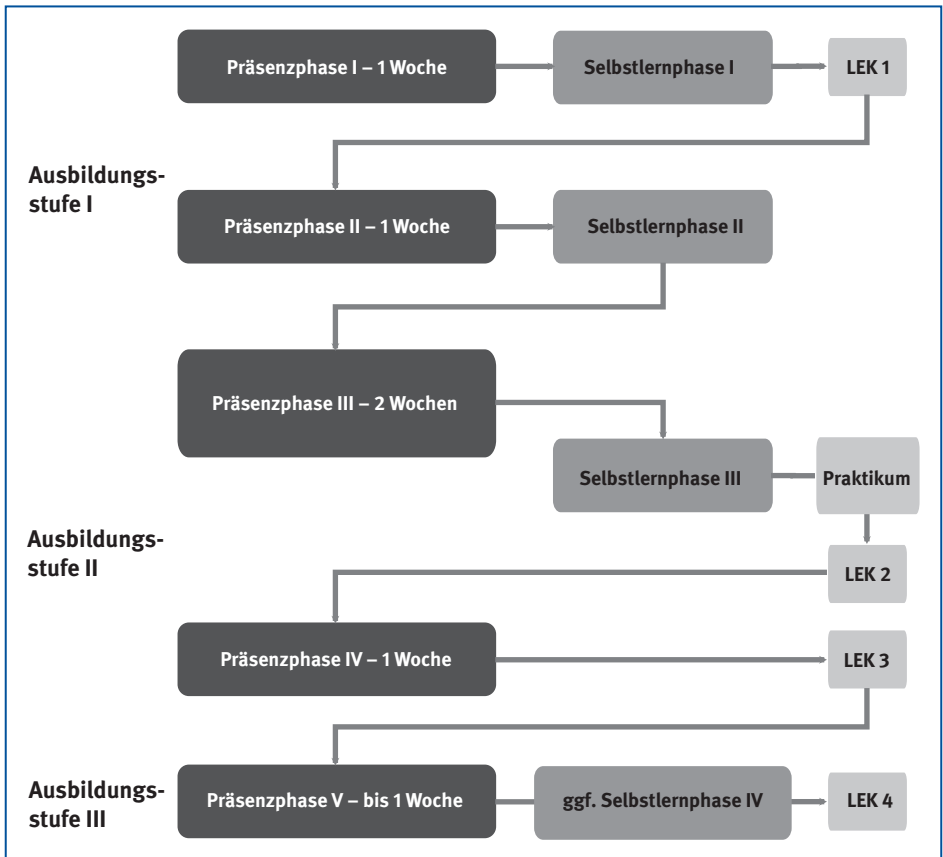 Präsenzphase I – 1 Woche
Selbstlernphase I
LEK 1
Ausbildungs-
stufe I
Präsenzphase II – 1 Woche
Selbstlernphase II
Präsenzphase III – 2 Wochen
Selbstlernphase III
Praktikum
Ausbildungs-
stufe II
LEK 2
Präsenzphase IV – 1 Woche
LEK 3
Ausbildungs-
stufe III
Präsenzphase V – bis 1 Woche
ggf. Selbstlernphase IV
LEK 4